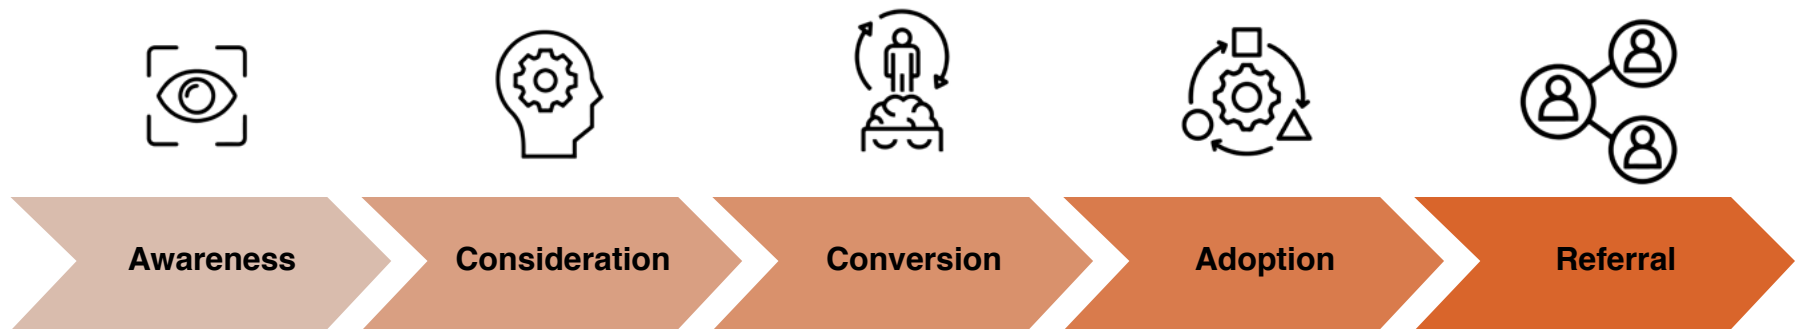 Awareness
Consideration
Conversion
Adoption
Referral